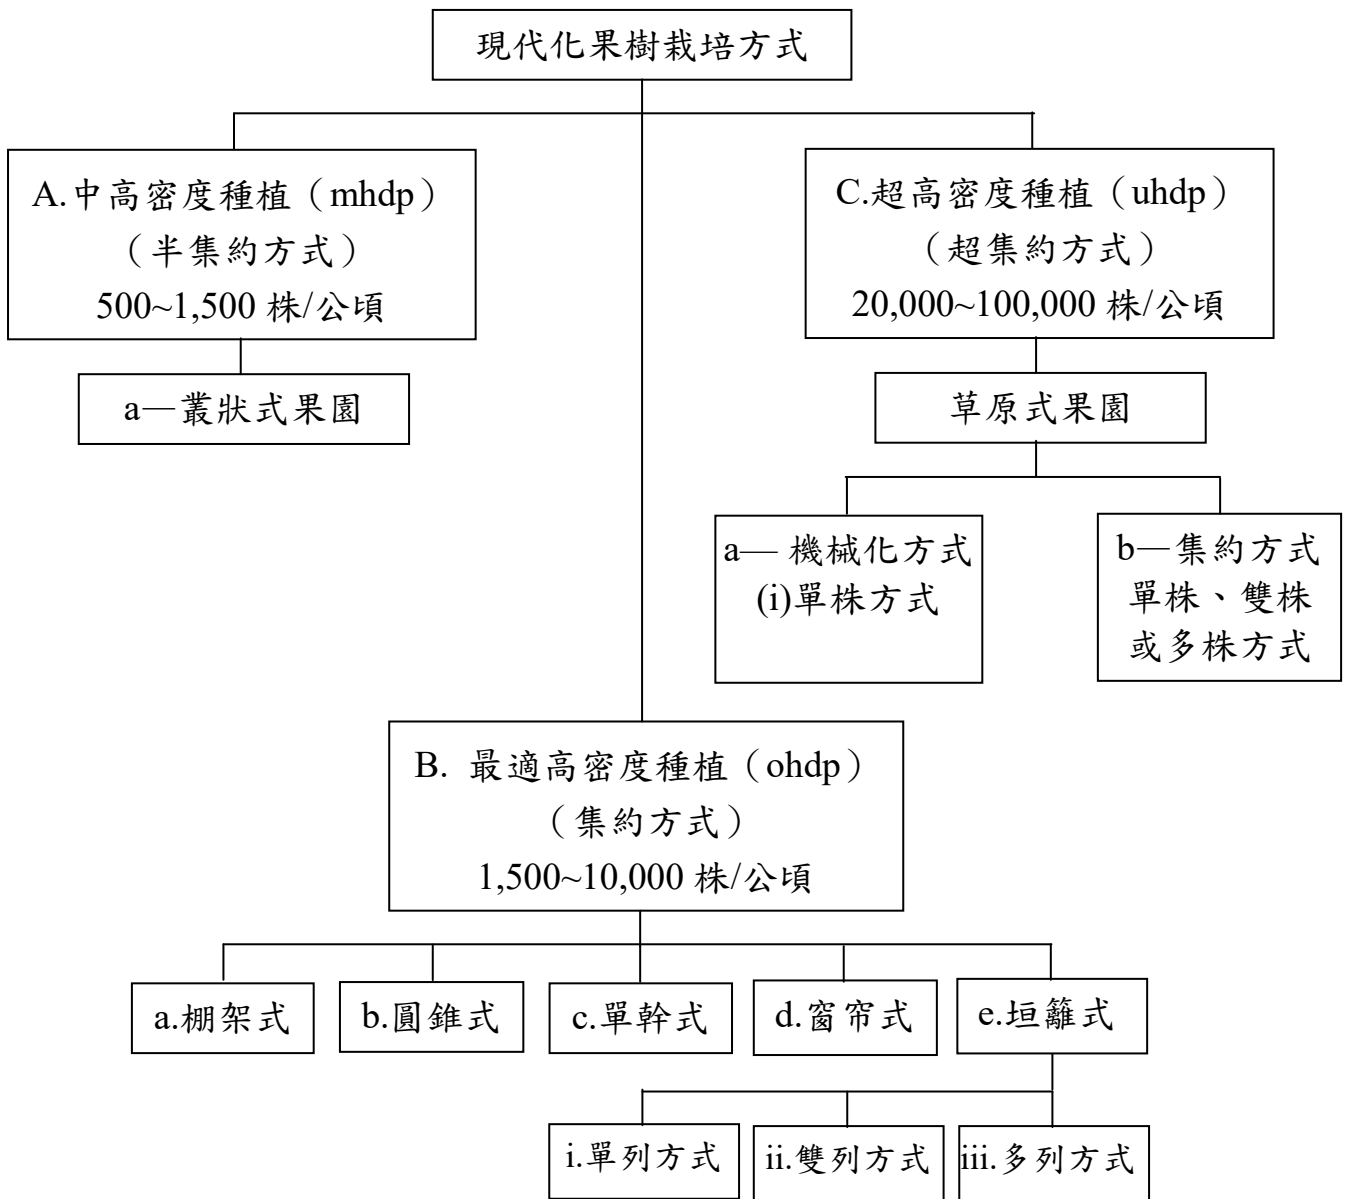 現代化果樹栽培方式
A.中高密度種植（mhdp）
（半集約方式）
500~1,500 株/公頃
a—叢狀式果園
C.超高密度種植（uhdp）
（超集約方式）
20,000~100,000 株/公頃
草原式果園
a— 機械化方式
(i)單株方式
b—集約方式
單株、雙株
或多株方式
B. 最適高密度種植（ohdp）
（集約方式）
1,500~10,000 株/公頃
a.棚架式
b.圓錐式
c.單幹式
d.窗帘式
e.垣籬式
i.單列方式
ii.雙列方式
iii.多列方式